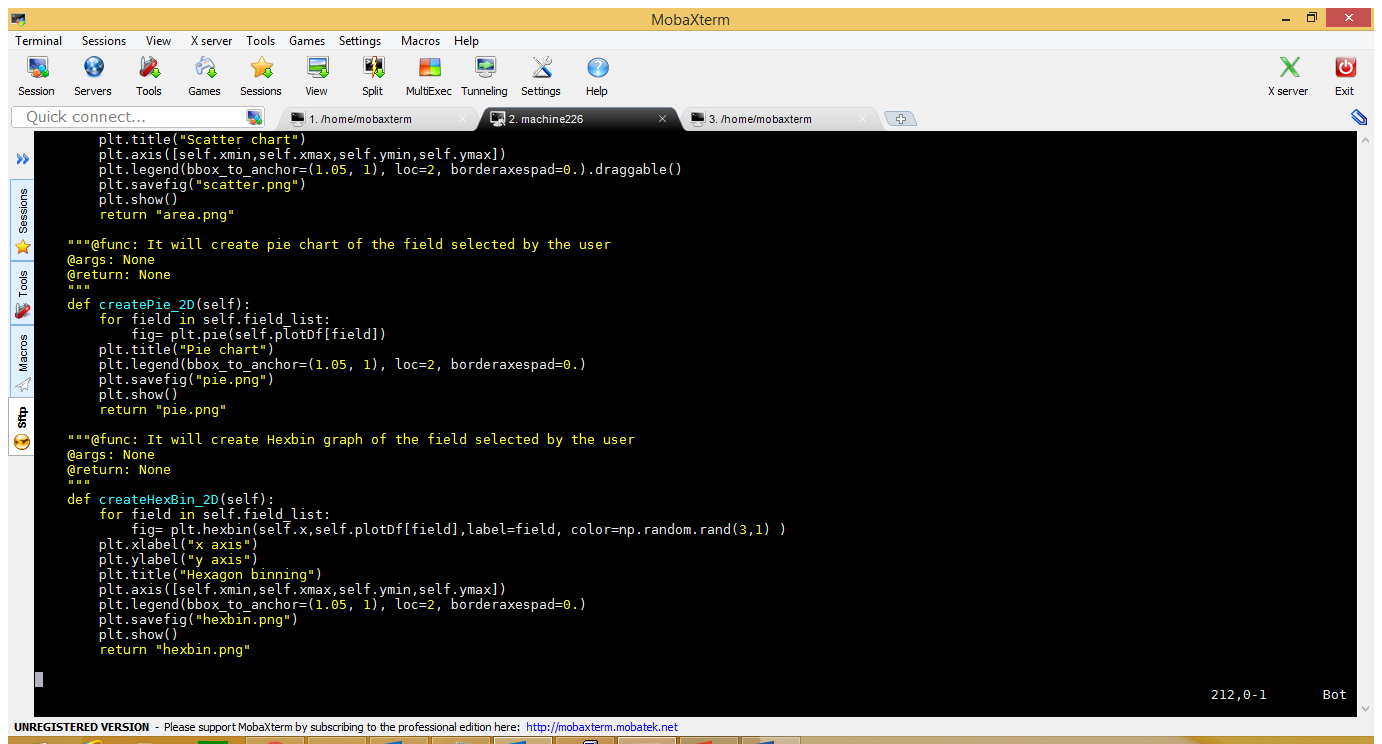 MobaXterm
Terminal Sessions View X server Tools Games Settings Macros Help
Session Servers Tools Games Sessions View Split MultiExec Tunneling Settings Help X server Exit
Quick connect...
1. /home/mobaxterm
2. machine226
3. /home/mobaxterm
Sessions
Tools
Macros
Sftp
        plt.title("Scatter chart")
        plt.axis([self.xmin,self.xmax,self.ymin,self.ymax])
        plt.legend(bbox_to_anchor=(1.05, 1), loc=2, borderaxespad=0.).draggable()
        plt.savefig("scatter.png")
        plt.show()
        return "area.png"
    """@func: It will create pie chart of the field selected by the user
    @args: None
    @return: None
    """
    def createPie_2D(self):
        for field in self.field_list:
            fig= plt.pie(self.plotDf[field])
        plt.title("Pie chart")
        plt.legend(bbox_to_anchor=(1.05, 1), loc=2, borderaxespad=0.)
        plt.savefig("pie.png")
        plt.show()
        return "pie.png"
    """@func: It will create Hexbin graph of the field selected by the user
    @args: None
    @return: None
    """
    def createHexBin_2D(self):
        for field in self.field_list:
            fig= plt.hexbin(self.x,self.plotDf[field],label=field, color=np.random.rand(3,1) )
        plt.xlabel("x axis")
        plt.ylabel("y axis")
        plt.title("Hexagon binning")
        plt.axis([self.xmin,self.xmax,self.ymin,self.ymax])
        plt.legend(bbox_to_anchor=(1.05, 1), loc=2, borderaxespad=0.)
        plt.savefig("hexbin.png")
        plt.show()
        return "hexbin.png"
212,0-1 Bot
UNREGISTERED VERSION - Please support MobaXterm by subscribing to the professional edition here: http://mobaxterm.mobatek.net